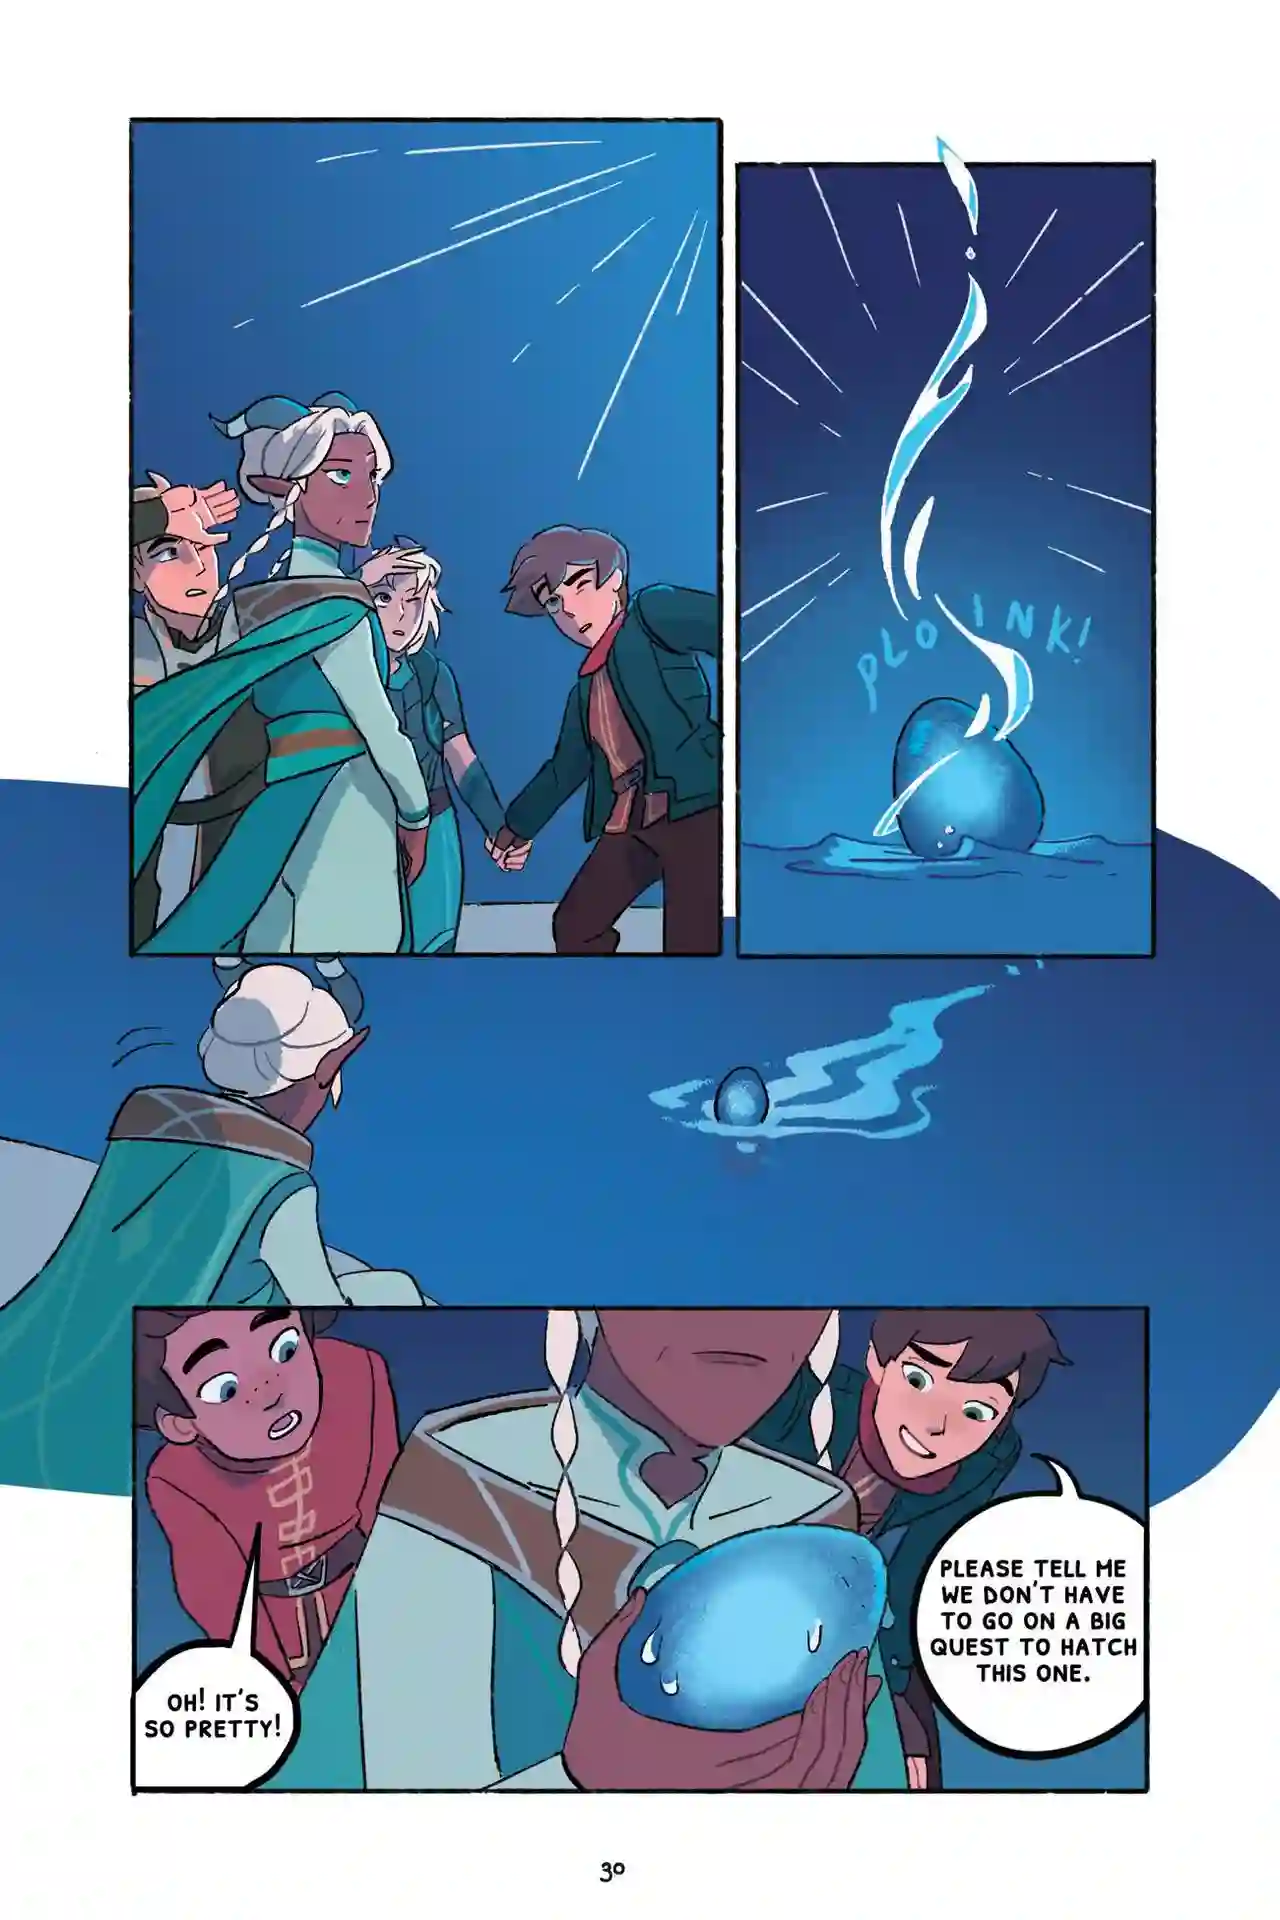 PLOINK!
OH! IT'S
SO PRETTY!
PLEASE TELL ME
WE DON'T HAVE
TO GO ON A BIG
QUEST TO HATCH
THIS ONE.
30